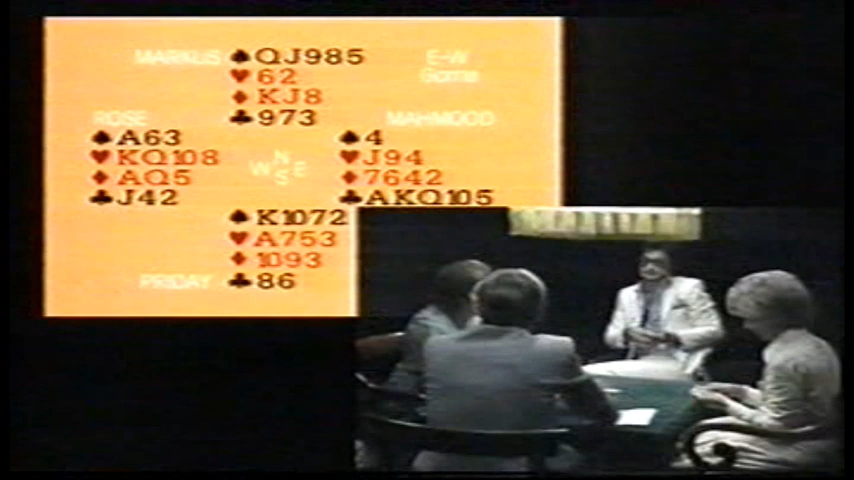 MARKUS ♠QJ985 E-W
♥62 Game
♦KJ8
ROSE ♣973 MAHMOOD
♠A63 ♠4
♥KQ108 N ♥J94
♦AQ5 W E ♦7642
♣J42 S ♣AKQ105
♠K1072
♥A753
♦1093
PRIDAY ♣86